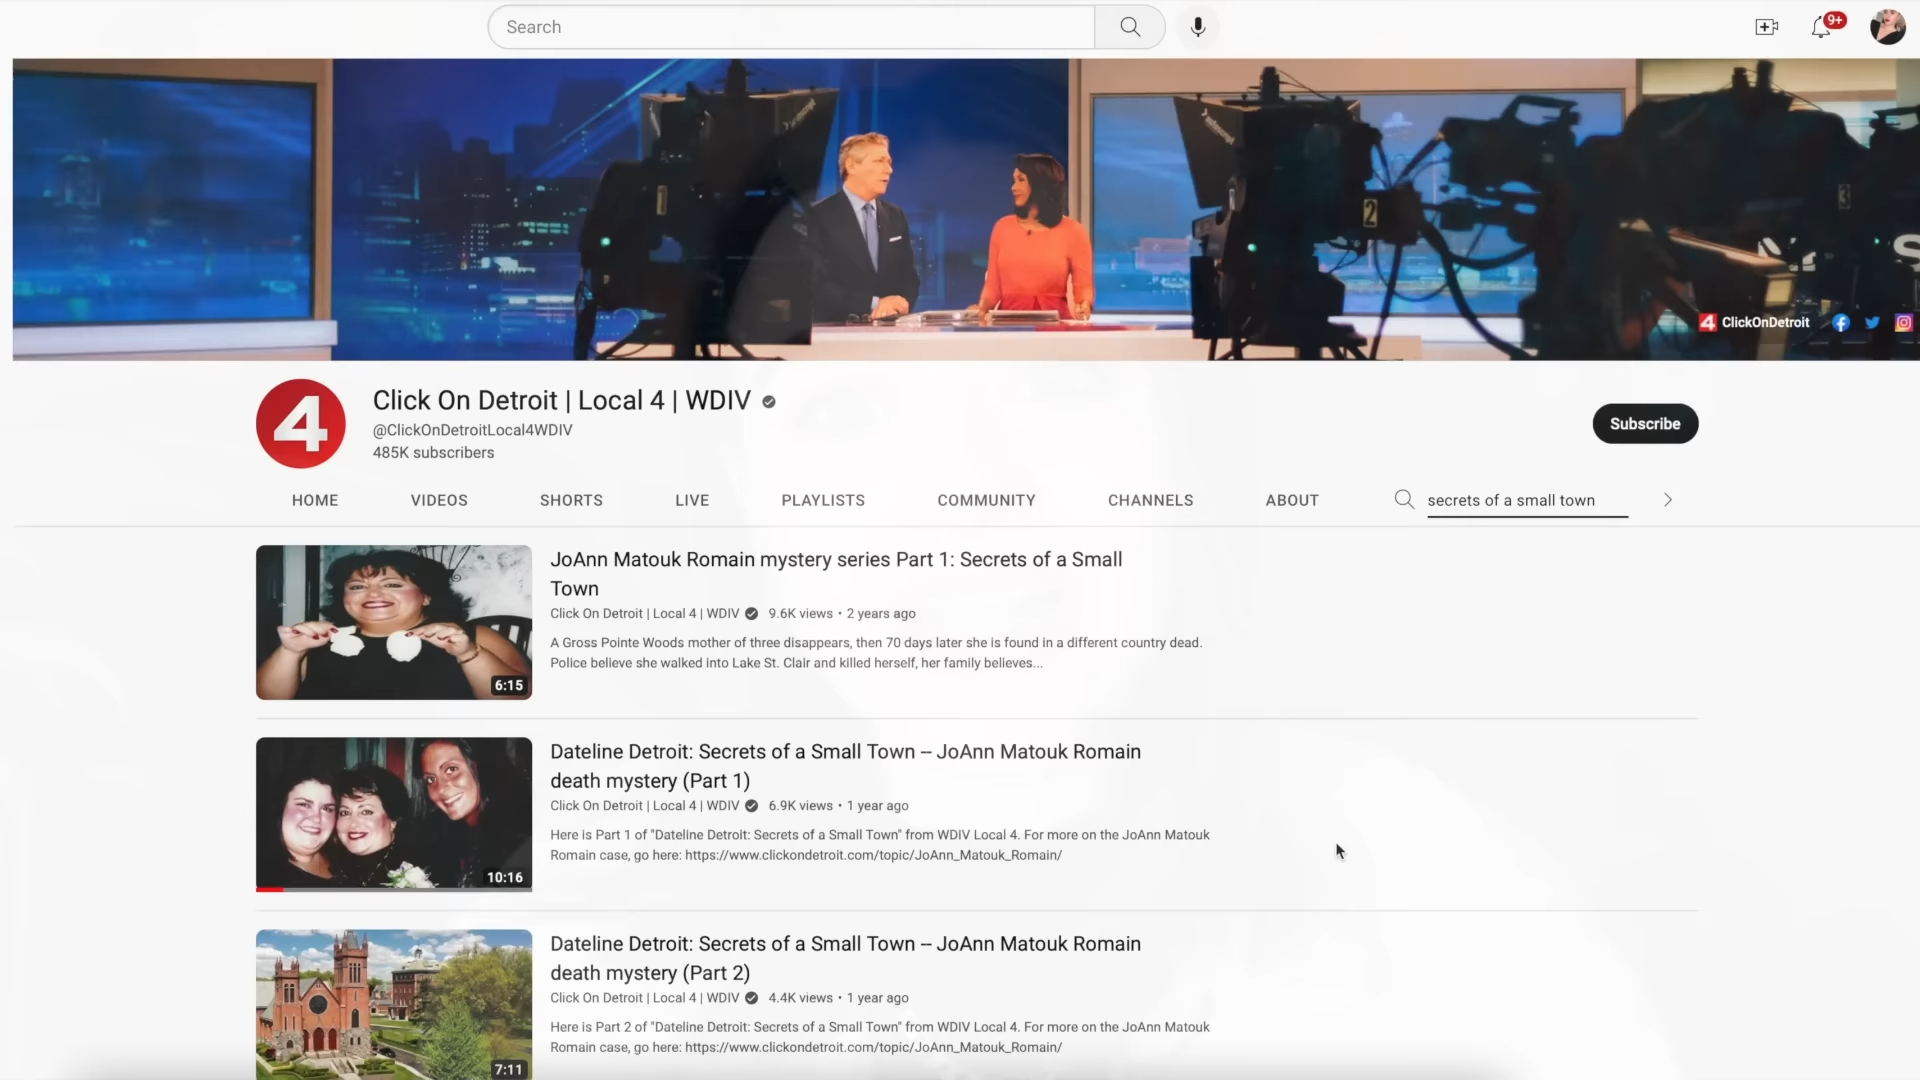 Search
9+
2
3
4 ClickOnDetroit
4
Click On Detroit | Local 4 | WDIV
@ClickOnDetroitLocal4WDIV
485K subscribers
Subscribe
HOME VIDEOS SHORTS LIVE PLAYLISTS COMMUNITY CHANNELS ABOUT secrets of a small town
JoAnn Matouk Romain mystery series Part 1: Secrets of a Small
Town
Click On Detroit | Local 4 | WDIV 9.6K views • 2 years ago
A Gross Pointe Woods mother of three disappears, then 70 days later she is found in a different country dead.
Police believe she walked into Lake St. Clair and killed herself, her family believes...
6:15
Dateline Detroit: Secrets of a Small Town -- JoAnn Matouk Romain
death mystery (Part 1)
Click On Detroit | Local 4 | WDIV 6.9K views • 1 year ago
Here is Part 1 of "Dateline Detroit: Secrets of a Small Town" from WDIV Local 4. For more on the JoAnn Matouk
Romain case, go here: https://www.clickondetroit.com/topic/JoAnn_Matouk_Romain/
10:16
Dateline Detroit: Secrets of a Small Town -- JoAnn Matouk Romain
death mystery (Part 2)
Click On Detroit | Local 4 | WDIV 4.4K views • 1 year ago
Here is Part 2 of "Dateline Detroit: Secrets of a Small Town" from WDIV Local 4. For more on the JoAnn Matouk
Romain case, go here: https://www.clickondetroit.com/topic/JoAnn_Matouk_Romain/
7:11